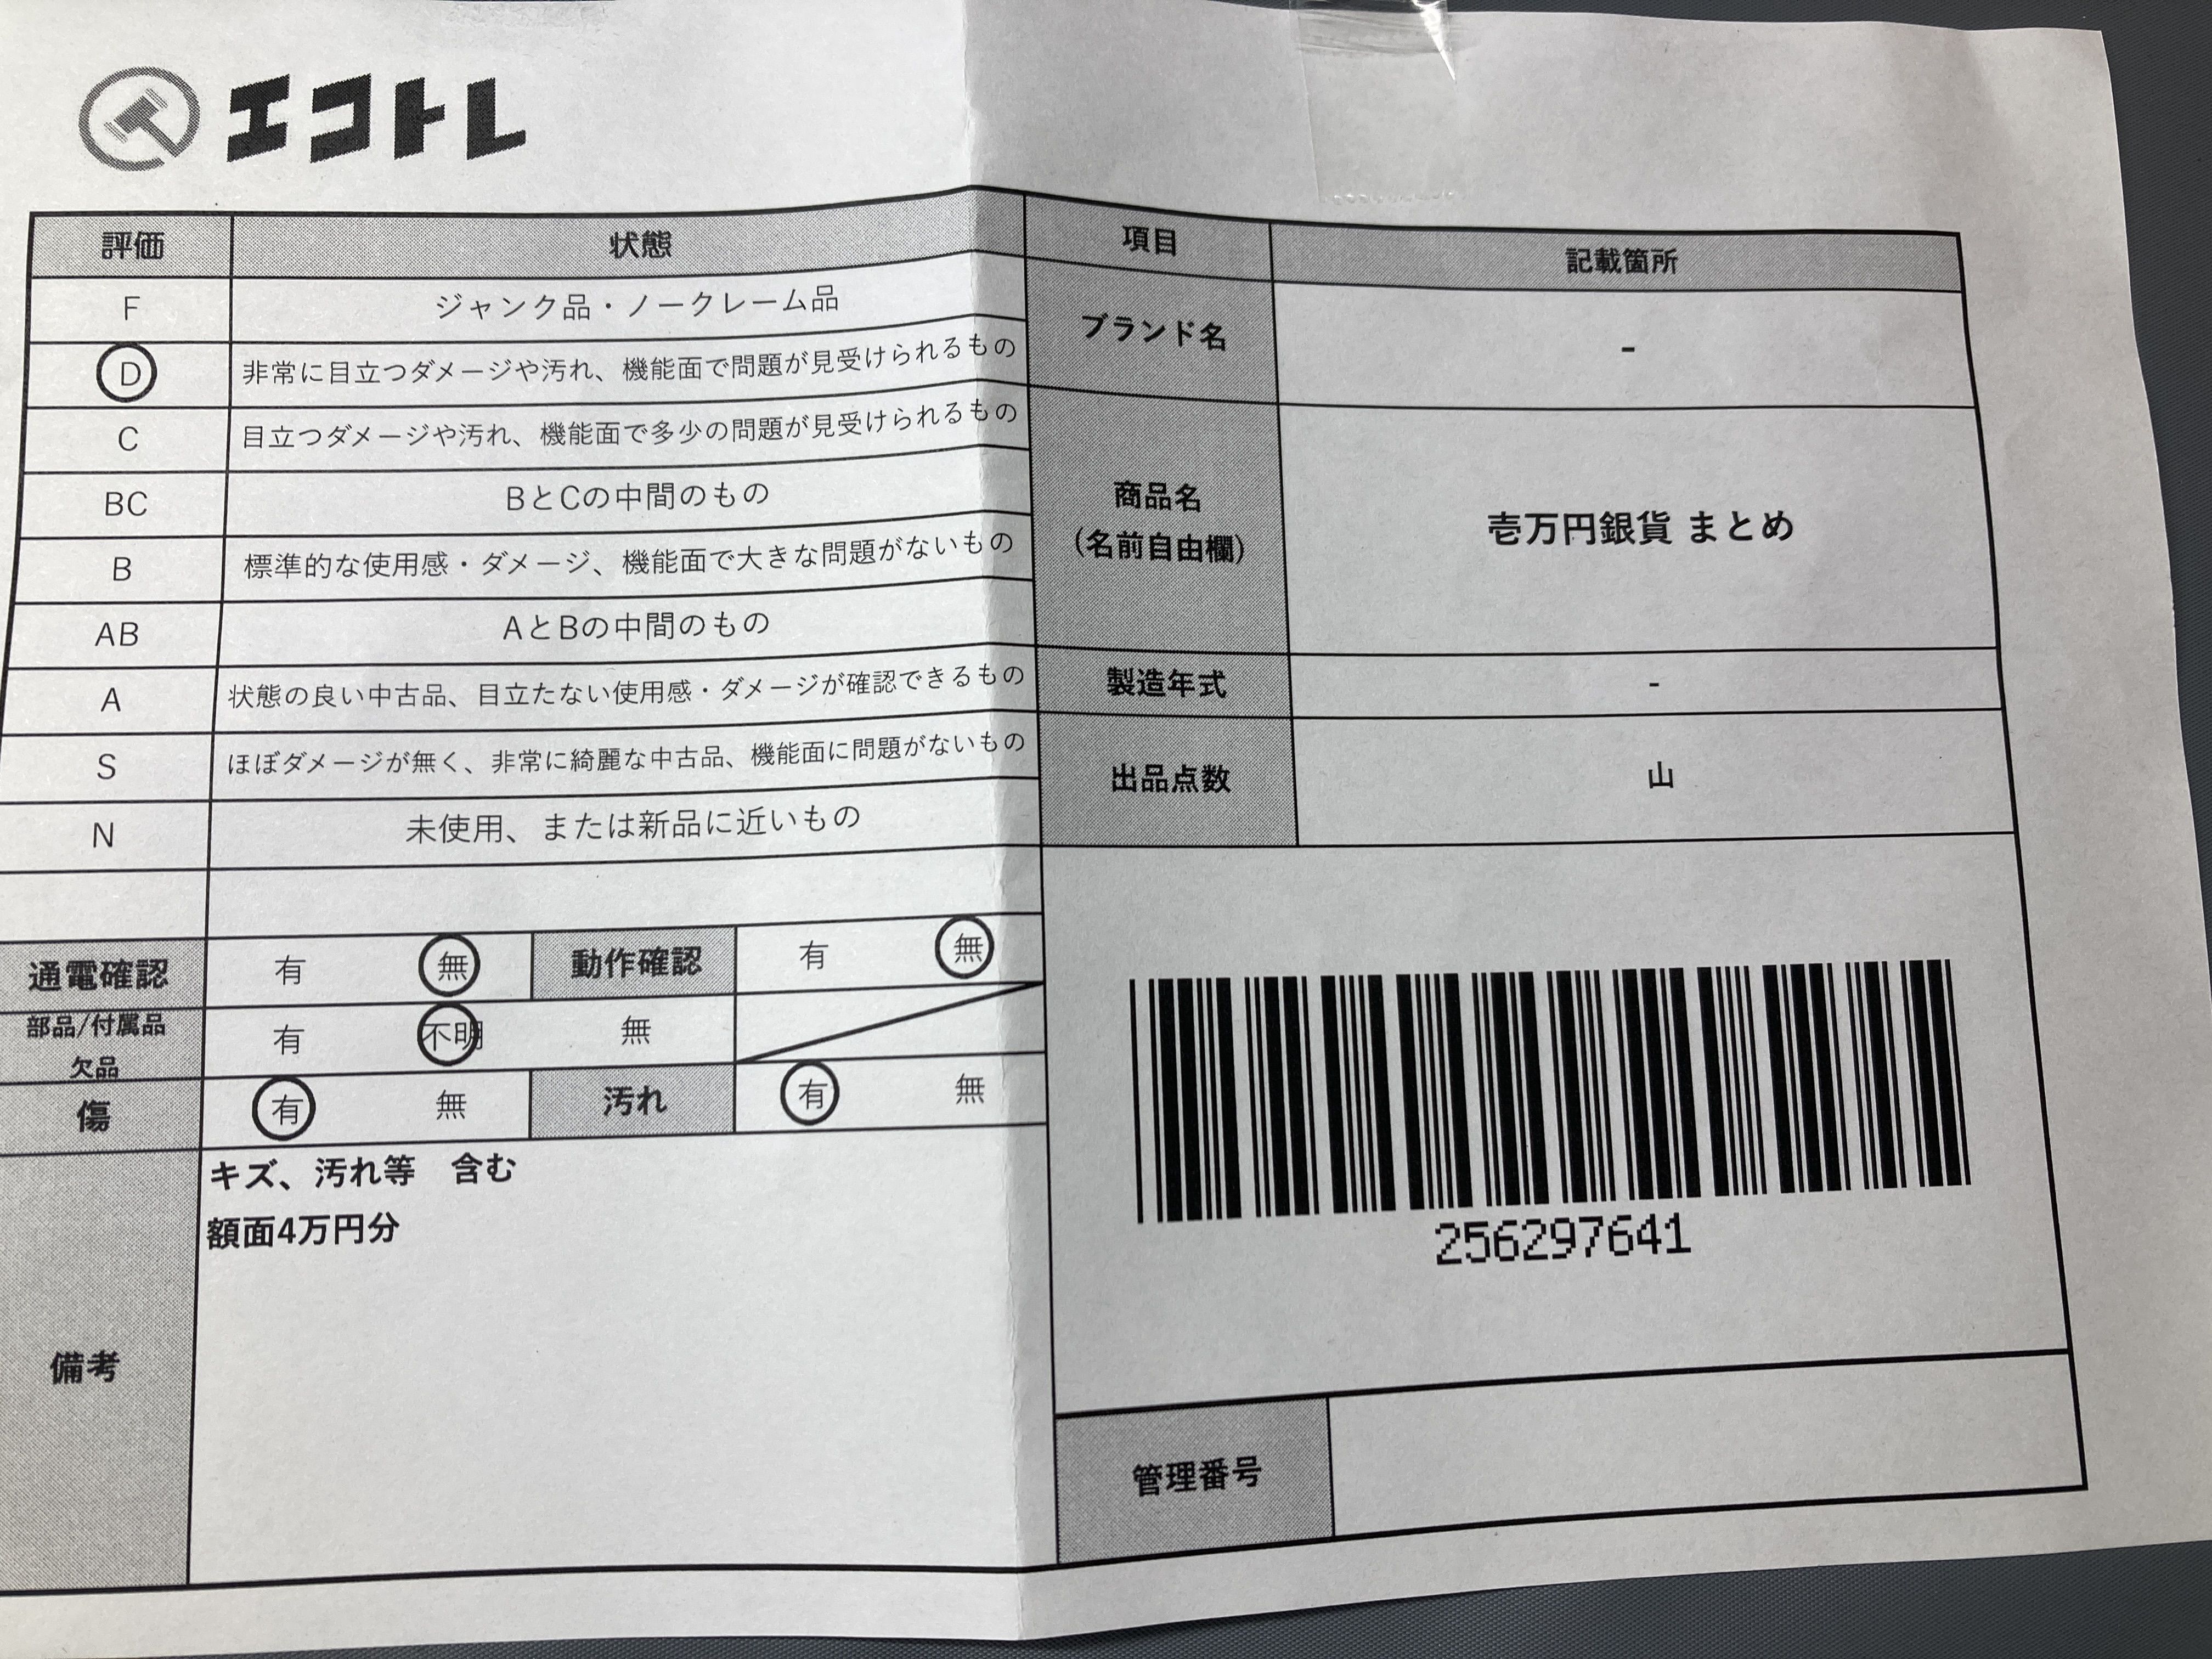 エコトレ
評価 状態
F ジャンク品・ノークレーム品
D 非常に目立つダメージや汚れ、機能面で問題が見受けられるもの
C 目立つダメージや汚れ、機能面で多少の問題が見受けられるもの
BC BとCの中間のもの
B 標準的な使用感・ダメージ、機能面で大きな問題がないもの
AB AとBの中間のもの
A 状態の良い中古品、目立たない使用感・ダメージが確認できるもの
S ほぼダメージが無く、非常に綺麗な中古品、機能面に問題がないもの
N 未使用、または新品に近いもの
通電確認 有 無 動作確認 有 無
部品/付属品
欠品
有 不明 無
傷 有 無 汚れ 有 無
備考
キズ、汚れ等 含む
額面4万円分
項目 記載箇所
ブランド名 -
商品名
(名前自由欄)
壱万円銀貨 まとめ
製造年式 -
出品点数 山
256297641
管理番号